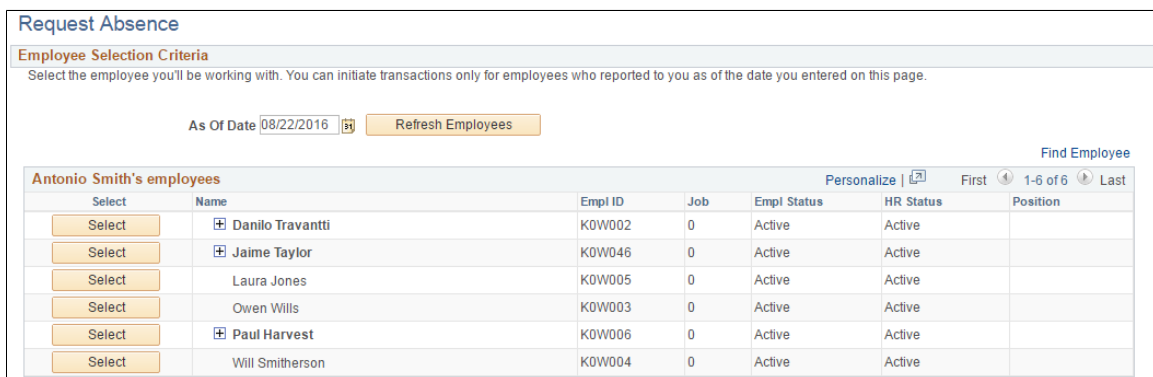 Request Absence
Employee Selection Criteria
Select the employee you'll be working with. You can initiate transactions only for employees who reported to you as of the date you entered on this page.
As Of Date 08/22/2016 31 Refresh Employees
Find Employee
Antonio Smith's employees Personalize | First 1-6 of 6 Last
Select Name Empl ID Job Empl Status HR Status Position
Select Danilo Travantti K0W002 0 Active Active
Select Jaime Taylor K0W046 0 Active Active
Select Laura Jones K0W005 0 Active Active
Select Owen Wills K0W003 0 Active Active
Select Paul Harvest K0W006 0 Active Active
Select Will Smitherson K0W004 0 Active Active